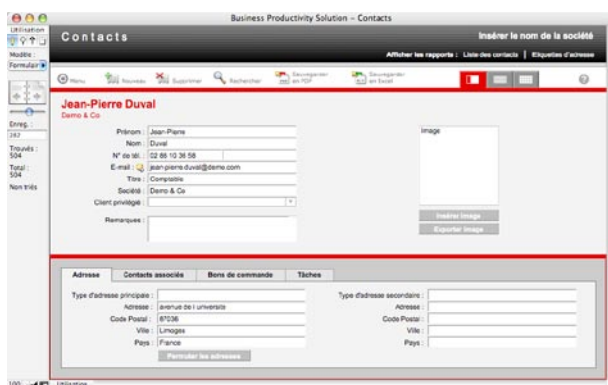 Business Productivity Solution – Contacts
Utilisation
Contacts
Insérer le nom de la société
Modèle :
Formulair
Afficher les rapports : Liste des contacts | Etiquettes d'adresse
Menu Nouveau Supprimer Rechercher Sauvegarder en PDF Sauvegarder en Excel
Jean-Pierre Duval
Demo & Co
Enreg. :
Trouvés :
504
Total :
504
Non triés
Prénom : Jean-Pierre
Nom : Duval
N° de tél. : 02 88 10 36 58
E-mail : jean-pierre.duval@demo.com
Titre : Comptable
Société : Demo & Co
Client privilégié :
Remarques :
Image
Insérer image
Exporter image
Adresse Contacts associés Bons de commande Tâches
Type d'adresse principale :
Adresse : avenue de l université
Code Postal : 87036
Ville : Limoges
Pays : France
Permuter les adresses
Type d'adresse secondaire :
Adresse :
Code Postal :
Ville :
Pays :
100 Utilisation